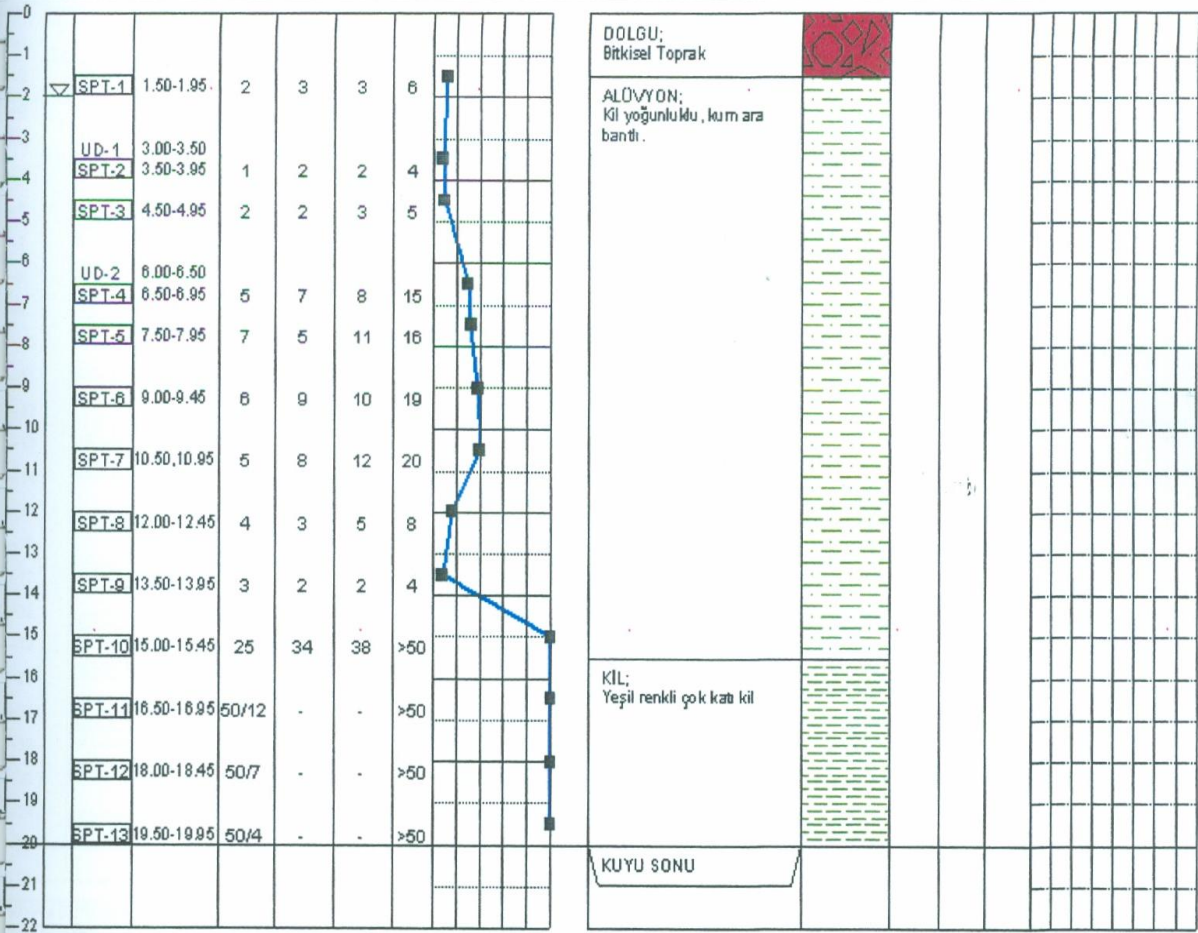 0
1
SPT-1 1.50-1.95 2 3 3 6
2
3
UD-1 3.00-3.50
SPT-2 3.50-3.95 1 2 2 4
4
SPT-3 4.50-4.95 2 2 3 5
5
6
UD-2 6.00-6.50
SPT-4 6.50-6.95 5 7 8 15
7
SPT-5 7.50-7.95 7 5 11 16
8
9
SPT-6 9.00-9.45 6 9 10 19
10
SPT-7 10.50,10.95 5 8 12 20
11
12
SPT-8 12.00-12.45 4 3 5 8
13
SPT-9 13.50-13.95 3 2 2 4
14
15
SPT-10 15.00-15.45 25 34 38 >50
16
SPT-11 16.50-16.95 50/12 - - >50
17
18
SPT-12 18.00-18.45 50/7 - - >50
19
SPT-13 19.50-19.95 50/4 - - >50
20
21
22
DOLGU;
Bitkisel Toprak
ALÜVYON;
Kil yoğunluklu, kum ara
bantlı.
KİL;
Yeşil renkli çok katı kil
KUYU SONU